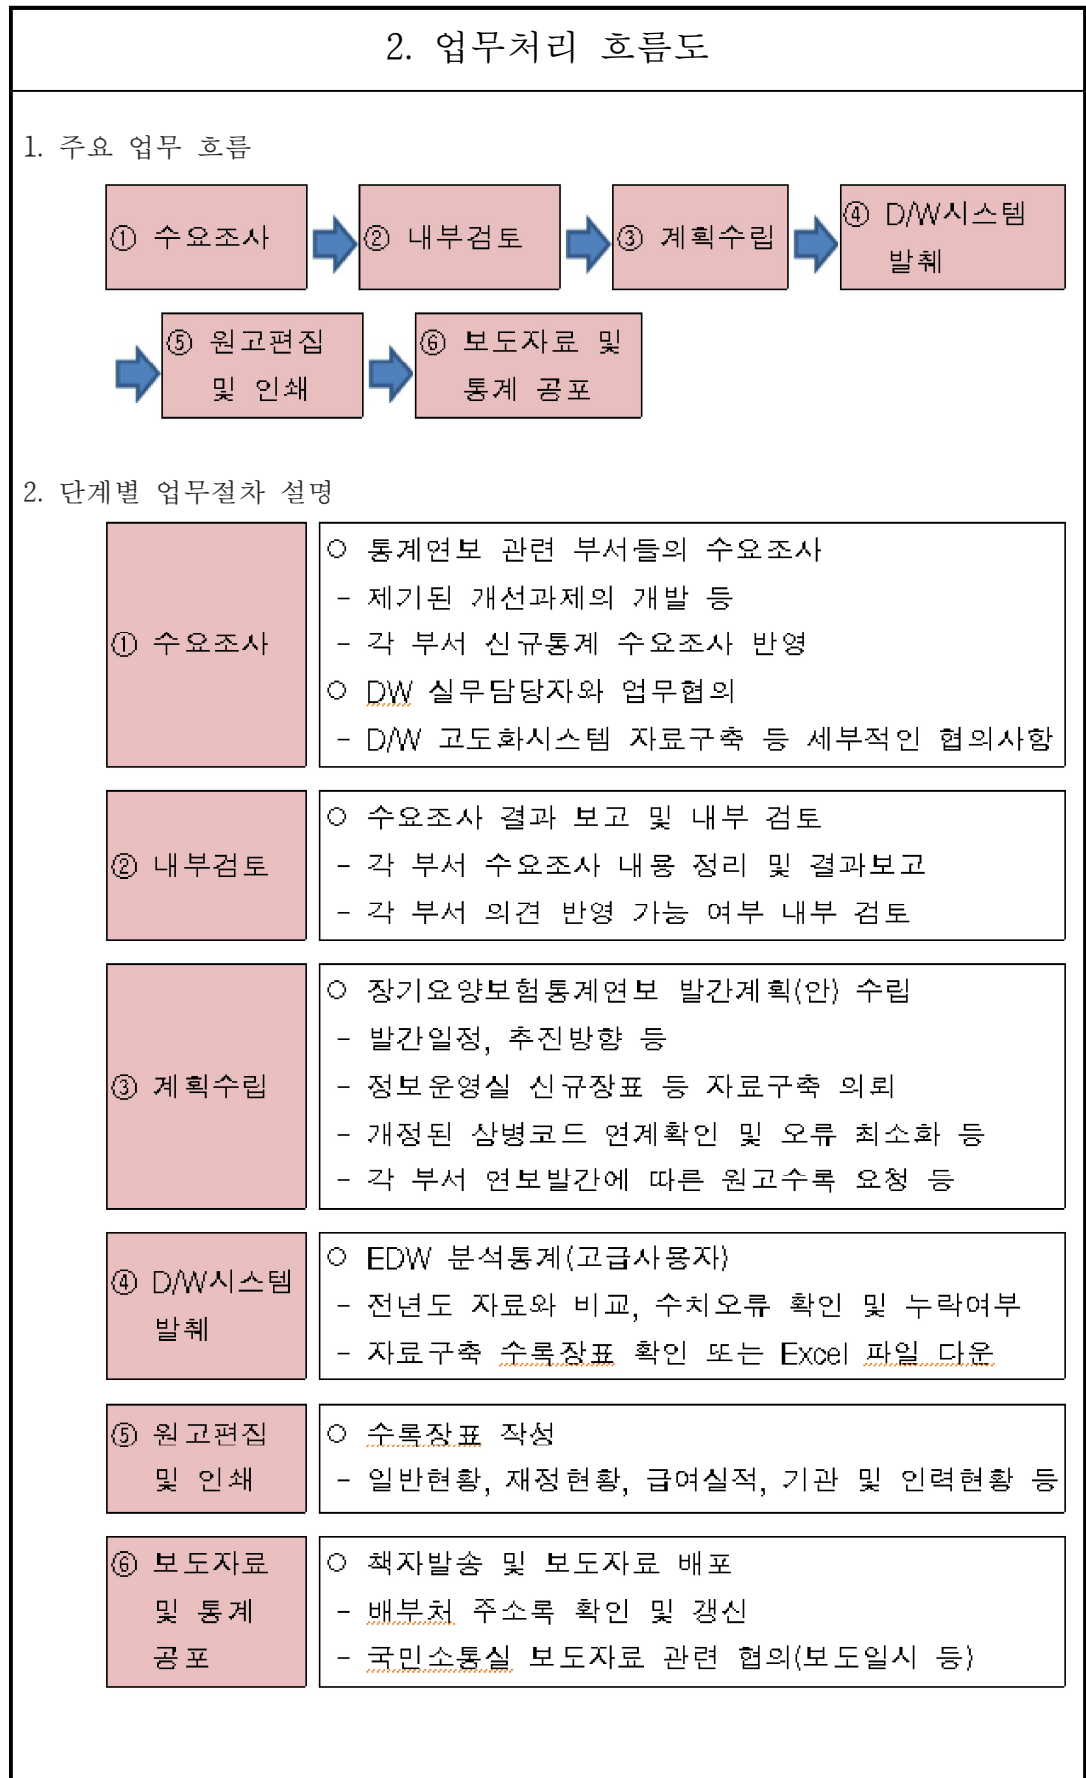 2. 업무처리 흐름도
1. 주요 업무 흐름
① 수요조사
② 내부검토
③ 계획수립
④ D/W시스템
발췌
⑤ 원고편집
및 인쇄
⑥ 보도자료 및
통계 공포
2. 단계별 업무절차 설명
① 수요조사
○ 통계연보 관련 부서들의 수요조사
- 제기된 개선과제의 개발 등
- 각 부서 신규통계 수요조사 반영
○ DW 실무담당자와 업무협의
- D/W 고도화시스템 자료구축 등 세부적인 협의사항
② 내부검토
○ 수요조사 결과 보고 및 내부 검토
- 각 부서 수요조사 내용 정리 및 결과보고
- 각 부서 의견 반영 가능 여부 내부 검토
③ 계획수립
○ 장기요양보험통계연보 발간계획(안) 수립
- 발간일정, 추진방향 등
- 정보운영실 신규장표 등 자료구축 의뢰
- 개정된 상병코드 연계확인 및 오류 최소화 등
- 각 부서 연보발간에 따른 원고수록 요청 등
④ D/W시스템
발췌
○ EDW 분석통계(고급사용자)
- 전년도 자료와 비교, 수치오류 확인 및 누락여부
- 자료구축 수록장표 확인 또는 Excel 파일 다운
⑤ 원고편집
및 인쇄
○ 수록장표 작성
- 일반현황, 재정현황, 급여실적, 기관 및 인력현황 등
⑥ 보도자료
및 통계
공포
○ 책자발송 및 보도자료 배포
- 배부처 주소록 확인 및 갱신
- 국민소통실 보도자료 관련 협의(보도일시 등)